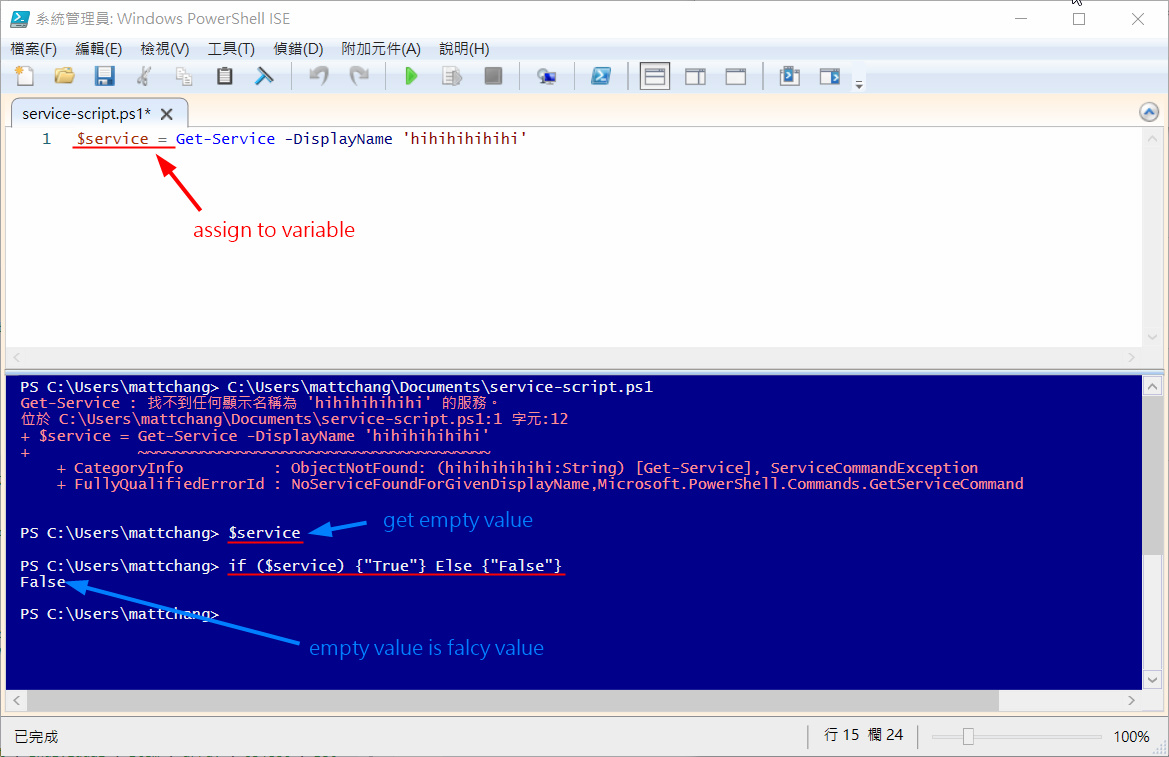 系統管理員: Windows PowerShell ISE
檔案(F) 編輯(E) 檢視(V) 工具(T) 偵錯(D) 附加元件(A) 說明(H)
service-script.ps1*
1 $service = Get-Service -DisplayName 'hihihihihihi'
assign to variable
PS C:\Users\mattchang> C:\Users\mattchang\Documents\service-script.ps1
Get-Service : 找不到任何顯示名稱為 'hihihihihihi' 的服務。
位於 C:\Users\mattchang\Documents\service-script.ps1:1 字元:12
+ $service = Get-Service -DisplayName 'hihihihihihi'
+            ~~~~~~~~~~~~~~~~~~~~~~~~~~~~~~~~~~~~~~~
    + CategoryInfo          : ObjectNotFound: (hihihihihihi:String) [Get-Service], ServiceCommandException
    + FullyQualifiedErrorId : NoServiceFoundForGivenDisplayName,Microsoft.PowerShell.Commands.GetServiceCommand
get empty value
PS C:\Users\mattchang> $service
PS C:\Users\mattchang> if ($service) {"True"} Else {"False"}
False
PS C:\Users\mattchang>
empty value is falcy value
已完成
行 15 欄 24
100%